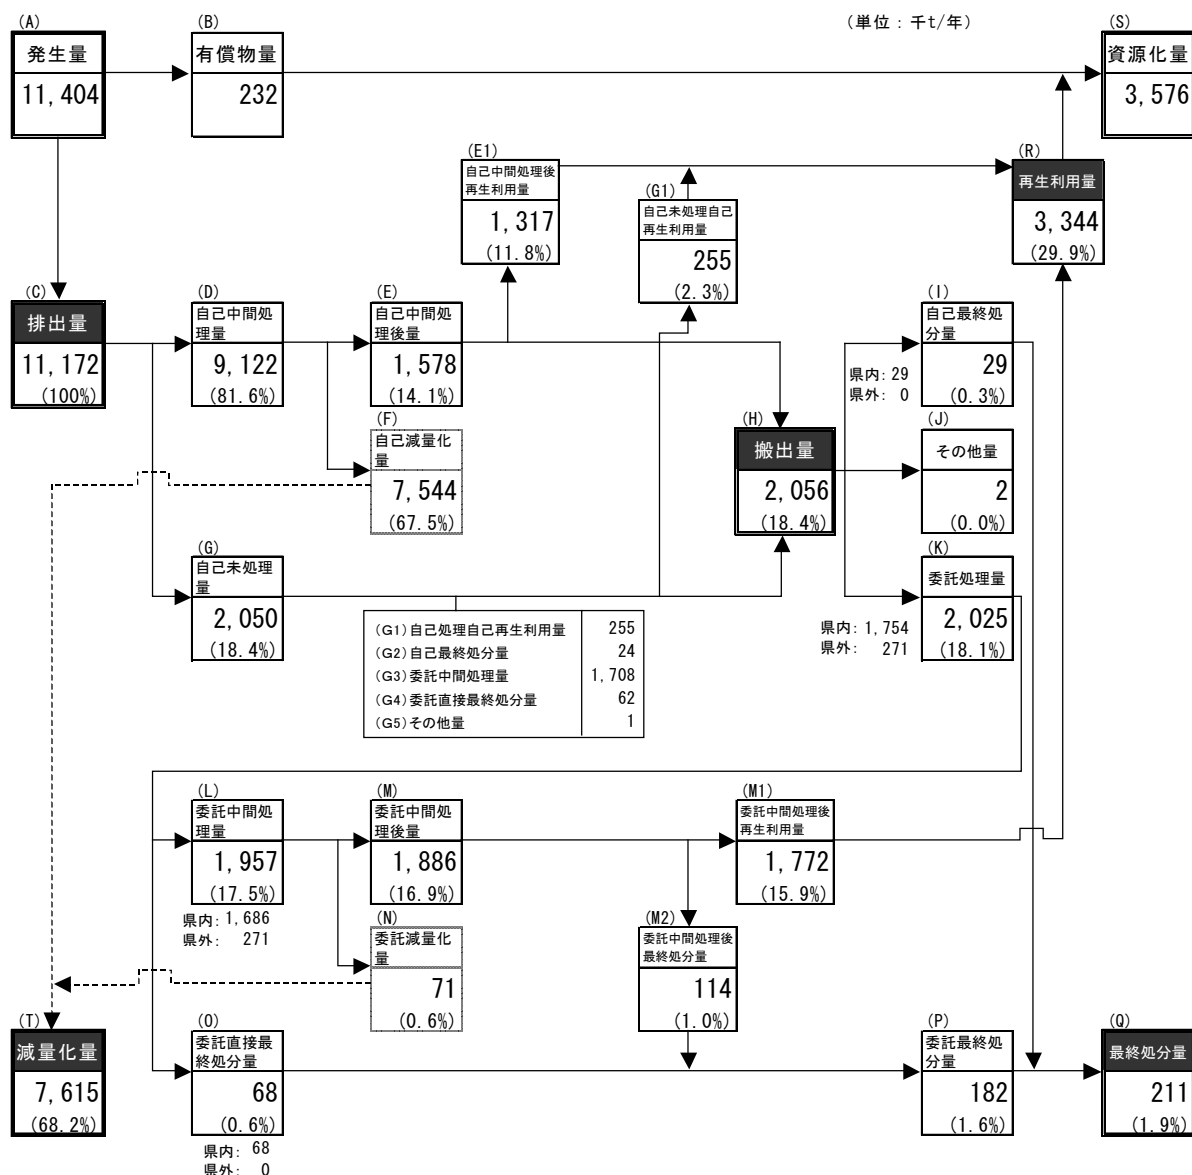 (A)
発生量
11,404
(B)
有償物量
232
(単位:千t/年)
(S)
資源化量
3,576
(E1)
自己中間処理後
再生利用量
1,317
(11.8%)
(G1)
自己未処理自己
再生利用量
255
(2.3%)
(R)
再生利用量
3,344
(29.9%)
(C)
排出量
11,172
(100%)
(D)
自己中間処
理量
9,122
(81.6%)
(E)
自己中間処
理後量
1,578
(14.1%)
(F)
自己減量化
量
7,544
(67.5%)
(I)
自己最終処
分量
29
(0.3%)
県内:29
県外: 0
(H)
搬出量
2,056
(18.4%)
(J)
その他量
2
(0.0%)
(G)
自己未処理
量
2,050
(18.4%)
(K)
委託処理量
2,025
(18.1%)
県内:1,754
県外: 271
(G1)自己処理自己再生利用量 255
(G2)自己最終処分量 24
(G3)委託中間処理量 1,708
(G4)委託直接最終処分量 62
(G5)その他量 1
(L)
委託中間処
理量
1,957
(17.5%)
県内:1,686
県外: 271
(M)
委託中間処
理後量
1,886
(16.9%)
(M1)
委託中間処理後
再生利用量
1,772
(15.9%)
(N)
委託減量化
量
71
(0.6%)
(M2)
委託中間処理後
最終処分量
114
(1.0%)
(T)
減量化量
7,615
(68.2%)
(O)
委託直接最
終処分量
68
(0.6%)
県内: 68
県外: 0
(P)
委託最終処
分量
182
(1.6%)
(Q)
最終処分量
211
(1.9%)